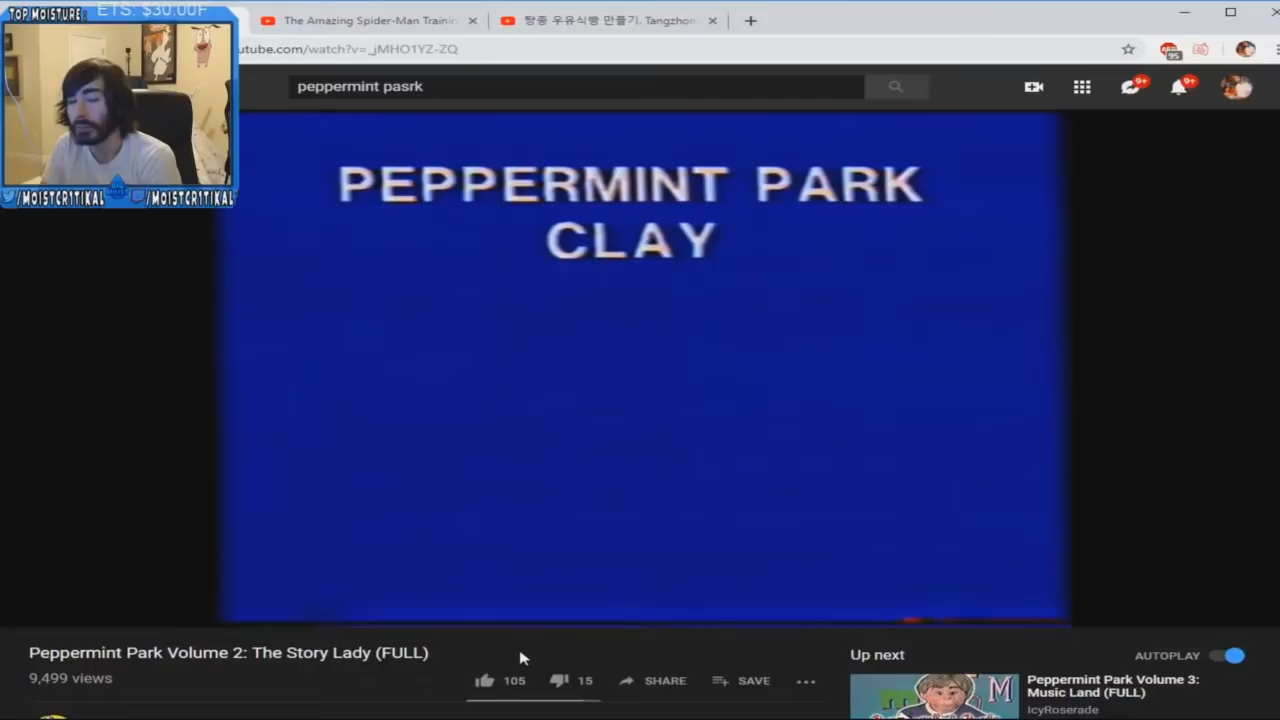 TOP MOISTURE:
ETS: $30.00F
/MOISTCR1TIKAL
/MOISTCR1TIKAL
The Amazing Spider-Man Trainin
탕종 우유식빵 만들기. Tangzhon
utube.com/watch?v=_jMHO1YZ-ZQ
95
peppermint pasrk
9+
9+
PEPPERMINT PARK
CLAY
Peppermint Park Volume 2: The Story Lady (FULL)
9,499 views
105
15
SHARE
SAVE
Up next
AUTOPLAY
Peppermint Park Volume 3:
Music Land (FULL)
IcyRoserade